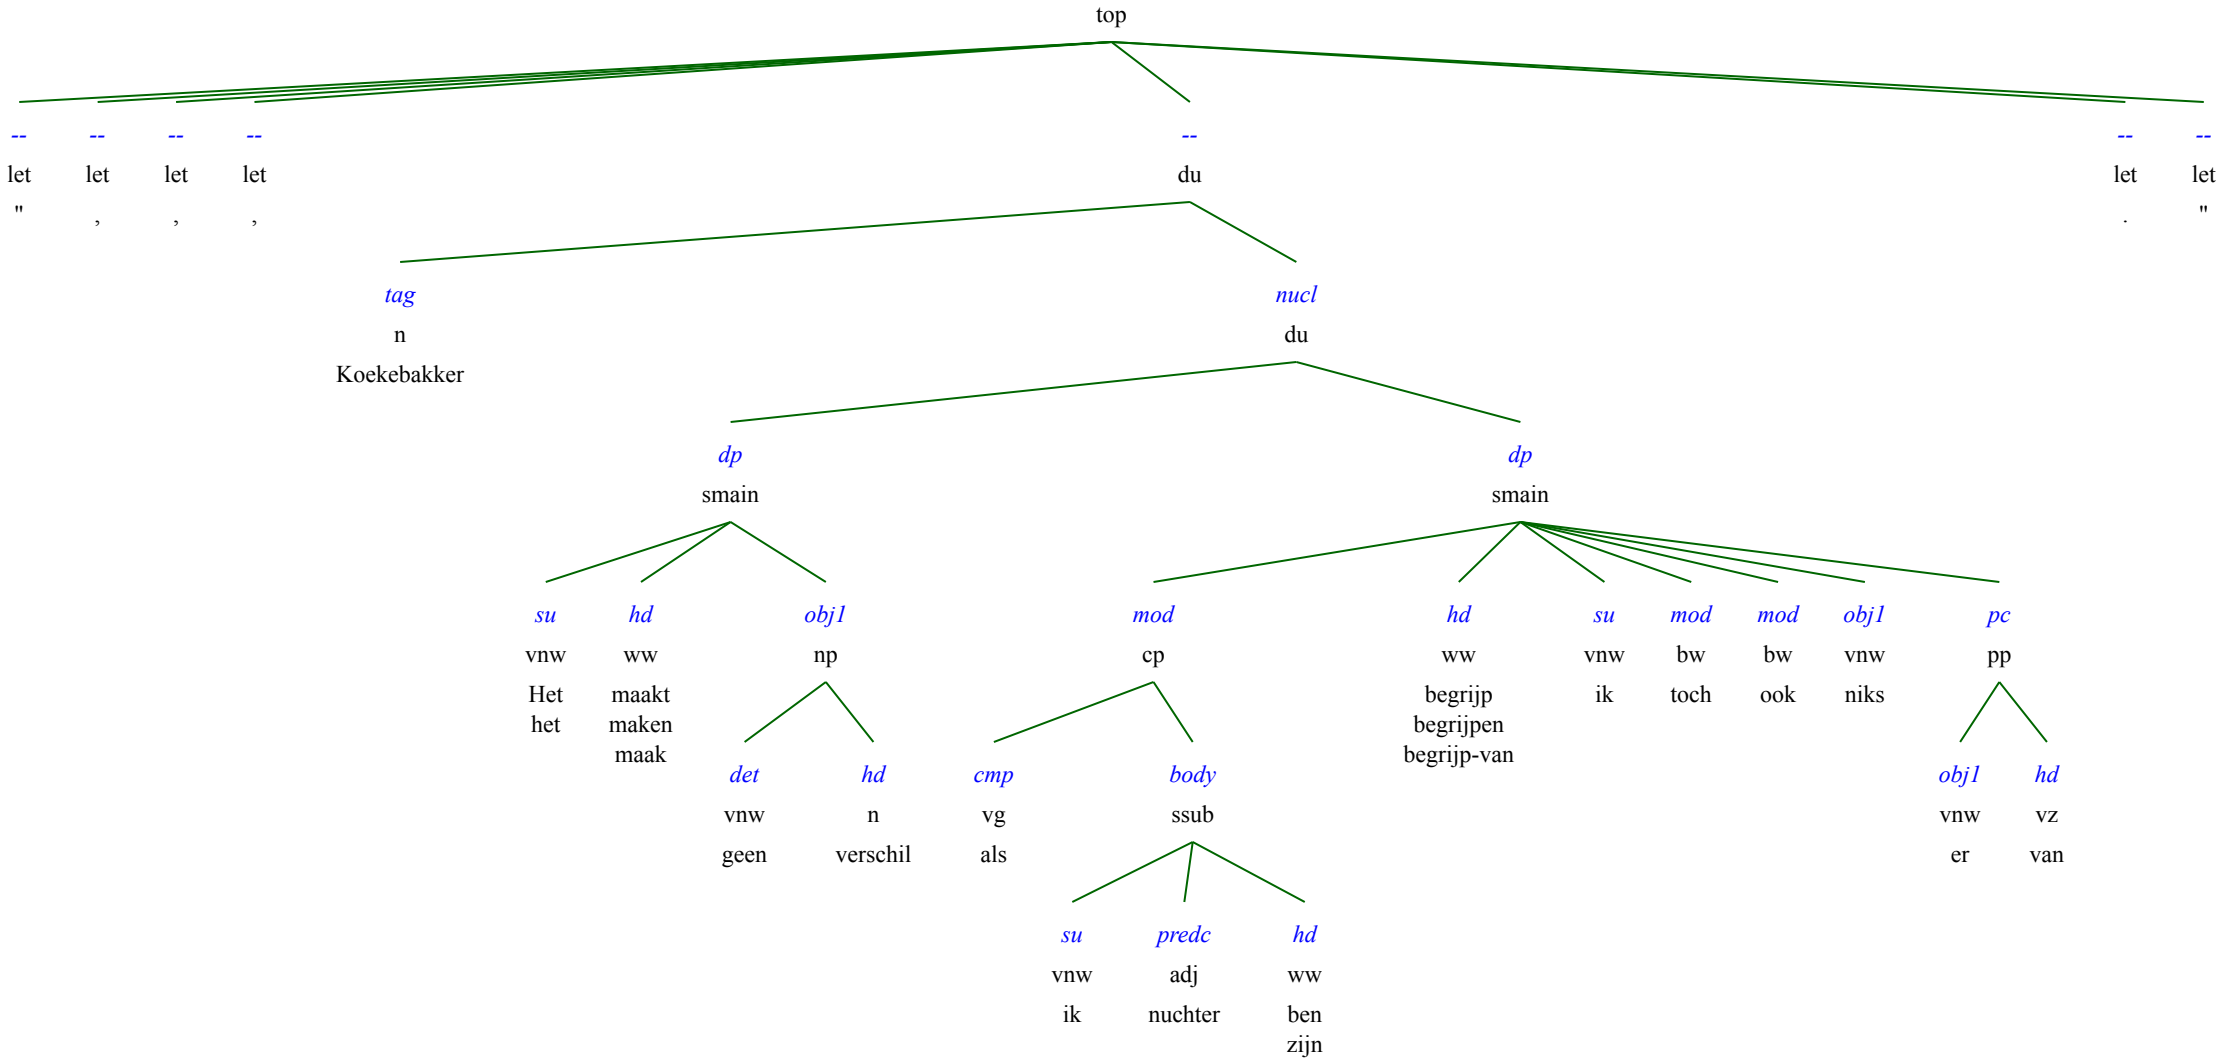 top
-- -- -- -- -- -- --
let let let let du let let
" , , , . "
tag nucl
n du
Koekebakker
dp dp
smain smain
su hd obj1 mod hd su mod mod obj1 pc
vnw ww np cp ww vnw bw bw vnw pp
Het maakt begrijp ik toch ook niks
het maken begrijpen
maak begrijp-van
det hd cmp body obj1 hd
vnw n vg ssub vnw vz
geen verschil als er van
su predc hd
vnw adj ww
ik nuchter ben
zijn